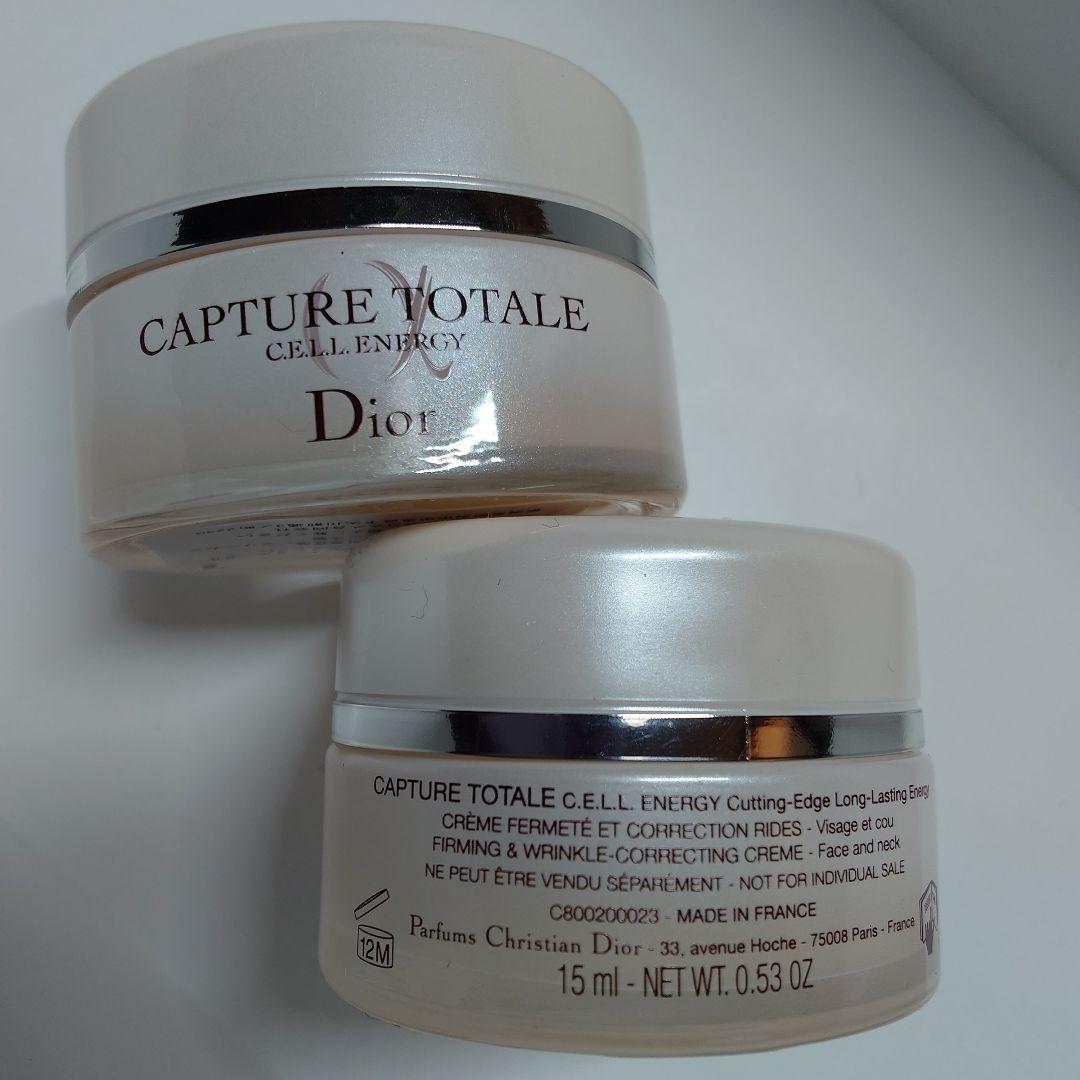 CAPTURE TOTALE
C.E.L.L. ENERGY
Dior
CAPTURE TOTALE C.E.L.L. ENERGY Cutting-Edge Long-Lasting Energy
CRÈME FERMETÉ ET CORRECTION RIDES - Visage et cou
FIRMING & WRINKLE-CORRECTING CREME - Face and neck
NE PEUT ÊTRE VENDU SÉPARÉMENT - NOT FOR INDIVIDUAL SALE
C800200023 - MADE IN FRANCE
Parfums Christian Dior - 33, avenue Hoche - 75008 Paris - France
15 ml - NET WT. 0.53 OZ
12M